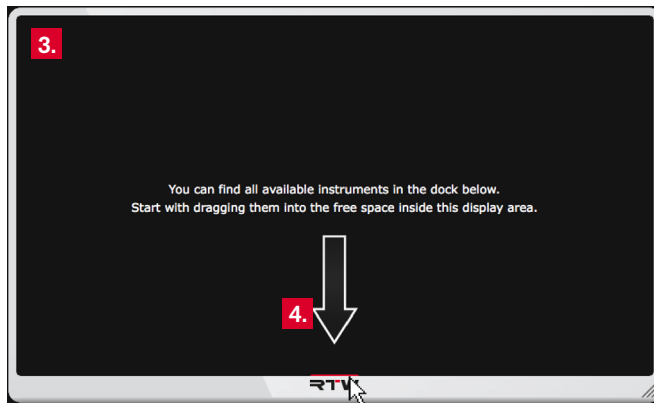 3.
You can find all available instruments in the dock below.
Start with dragging them into the free space inside this display area.
4.
RTW